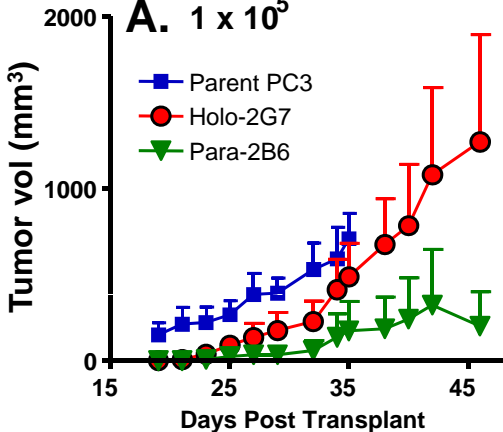 A. 1 x 10⁵
2000
Parent PC3
Holo-2G7
Para-2B6
1000
Tumor vol (mm³)
0
15 25 35 45
Days Post Transplant